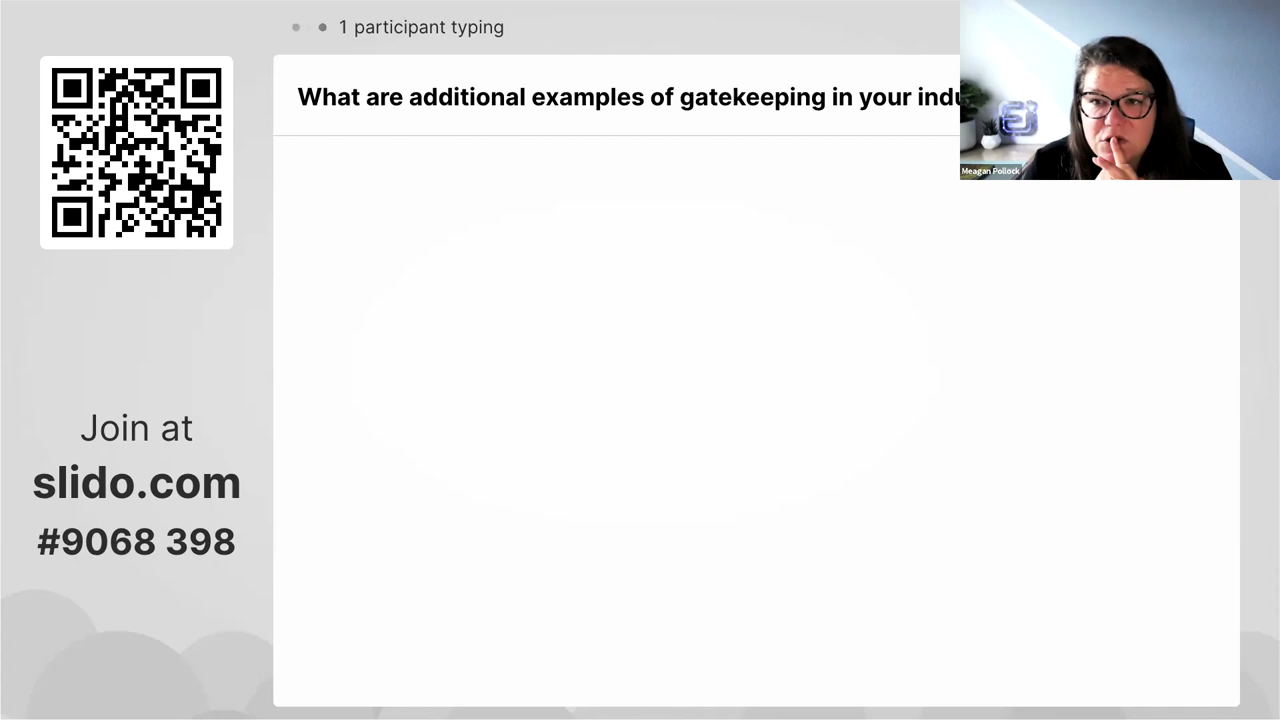 1 participant typing
What are additional examples of gatekeeping in your
Meagan Pollock
Join at
slido.com
#9068 398